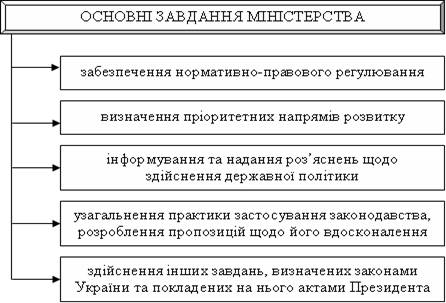 ОСНОВНІ ЗАВДАННЯ МІНІСТЕРСТВА
забезпечення нормативно-правового регулювання
визначення пріоритетних напрямів розвитку
інформування та надання роз’яснень щодо
здійснення державної політики
узагальнення практики застосування законодавства,
розроблення пропозицій щодо його вдосконалення
здійснення інших завдань, визначених законами
України та покладених на нього актами Президента